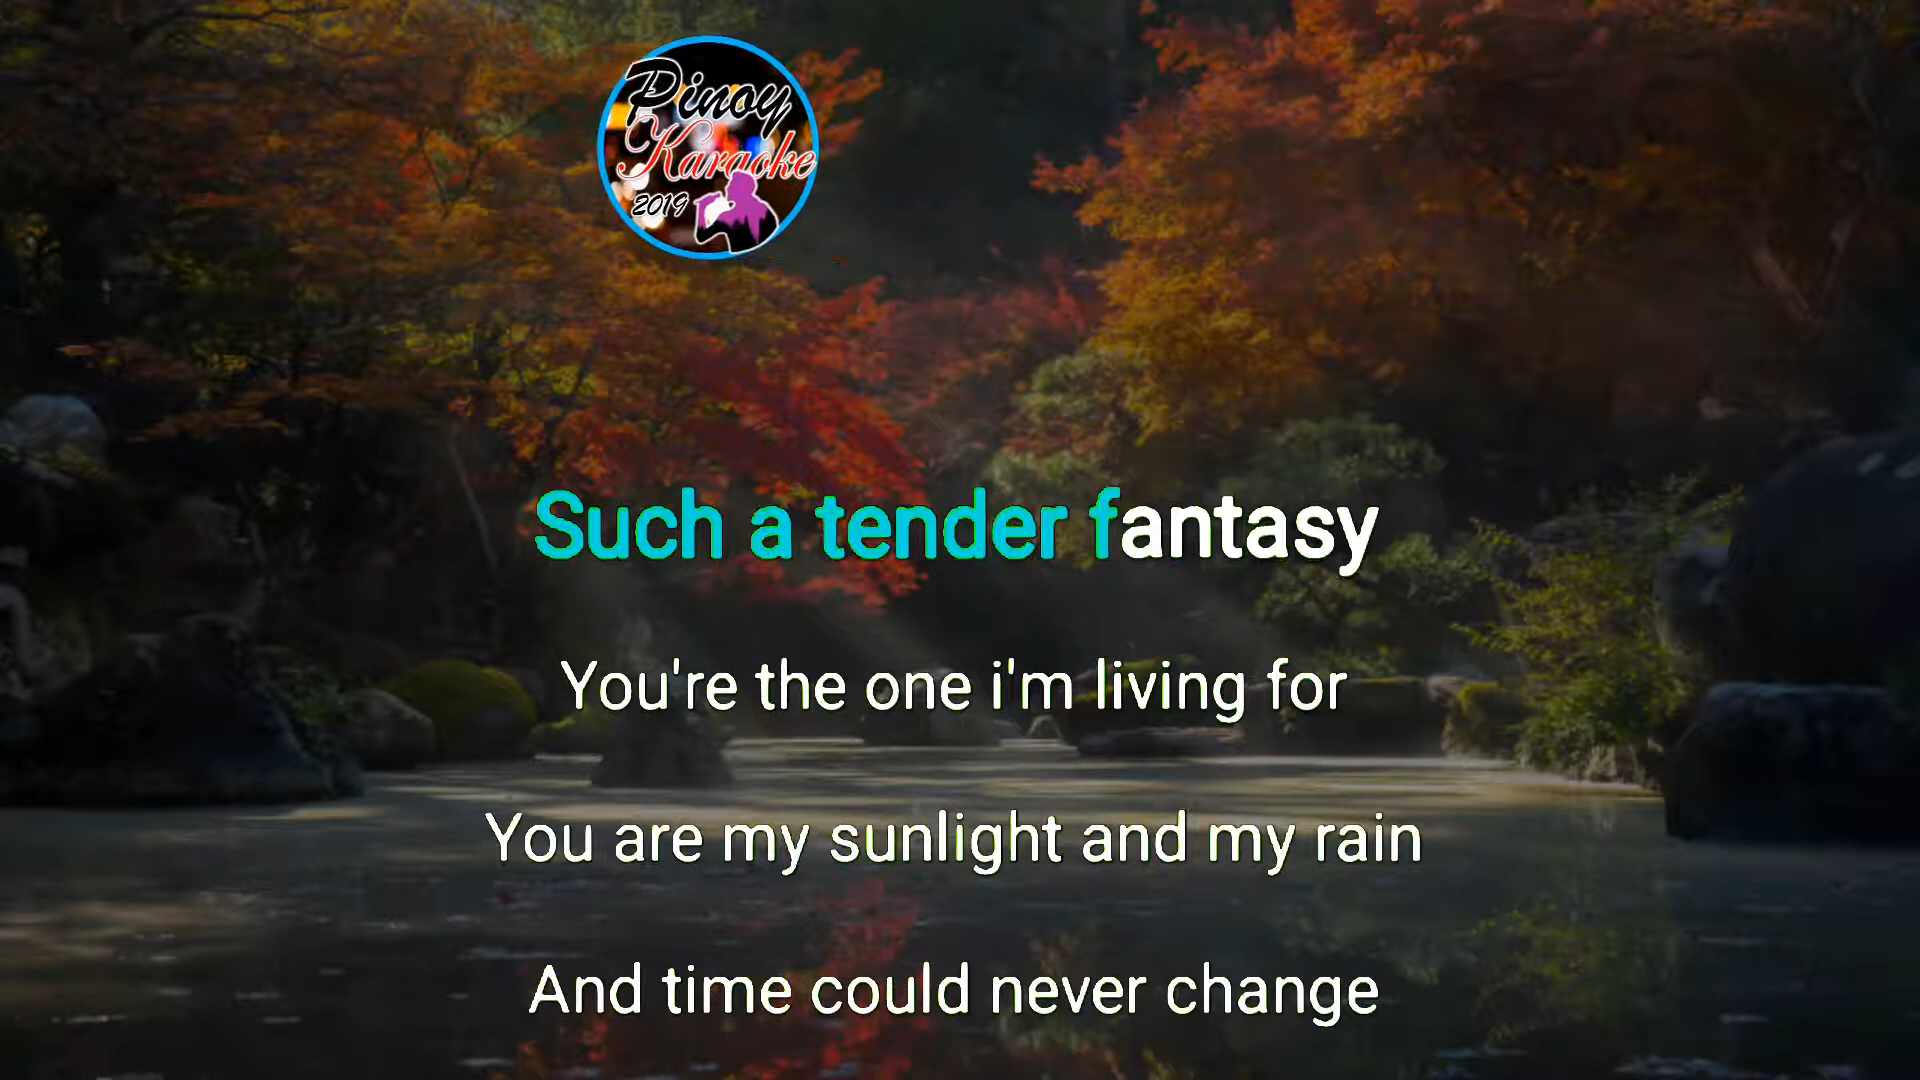 Pinoy
Karaoke
2019
Such a tender fantasy
You're the one i'm living for
You are my sunlight and my rain
And time could never change